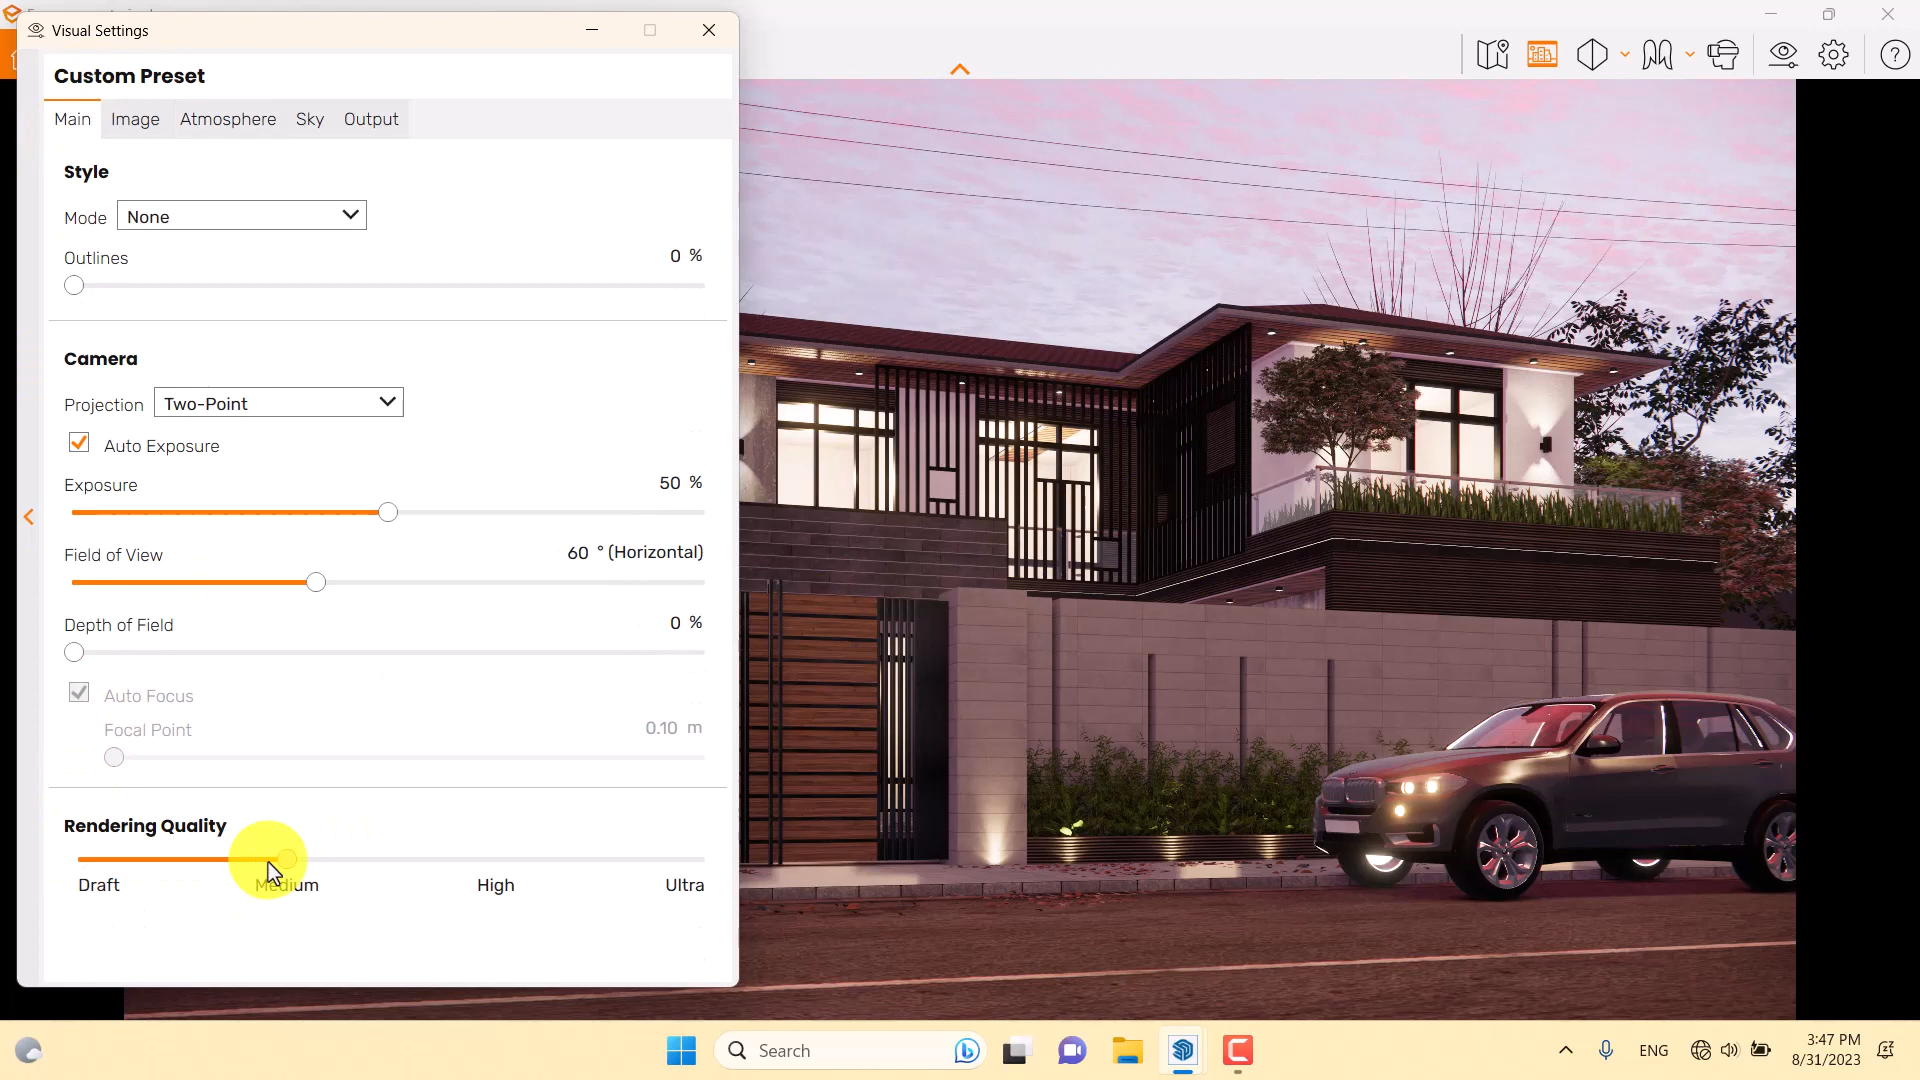 Visual Settings
Custom Preset
Main Image Atmosphere Sky Output
Style
Mode None
Outlines 0 %
Camera
Projection Two-Point
Auto Exposure
Exposure 50 %
Field of View 60 ° (Horizontal)
Depth of Field 0 %
Auto Focus
Focal Point 0.10 m
Rendering Quality
Draft Medium High Ultra
Search
ENG
3:47 PM
8/31/2023